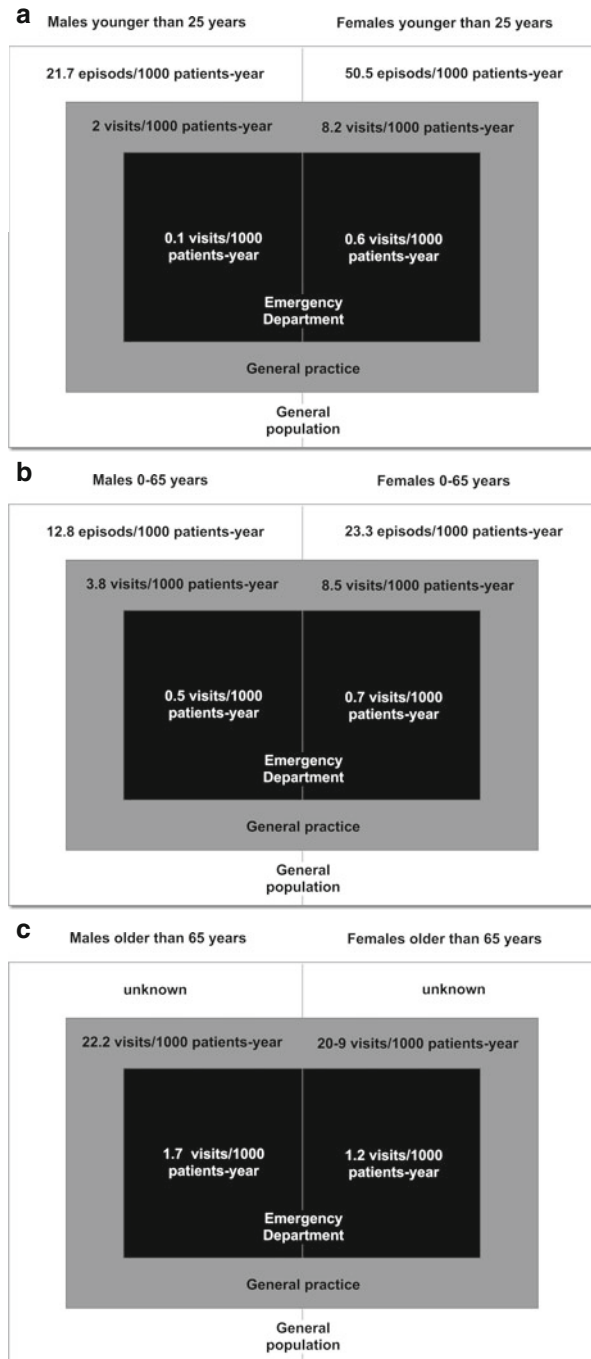 a
Males younger than 25 years
Females younger than 25 years
21.7 episods/1000 patients-year
50.5 episods/1000 patients-year
2 visits/1000 patients-year
8.2 visits/1000 patients-year
0.1 visits/1000
patients-year
0.6 visits/1000
patients-year
Emergency
Department
General practice
General
population
b
Males 0-65 years
Females 0-65 years
12.8 episods/1000 patients-year
23.3 episods/1000 patients-year
3.8 visits/1000 patients-year
8.5 visits/1000 patients-year
0.5 visits/1000
patients-year
0.7 visits/1000
patients-year
Emergency
Department
General practice
General
population
c
Males older than 65 years
Females older than 65 years
unknown
unknown
22.2 visits/1000 patients-year
20-9 visits/1000 patients-year
1.7 visits/1000
patients-year
1.2 visits/1000
patients-year
Emergency
Department
General practice
General
population